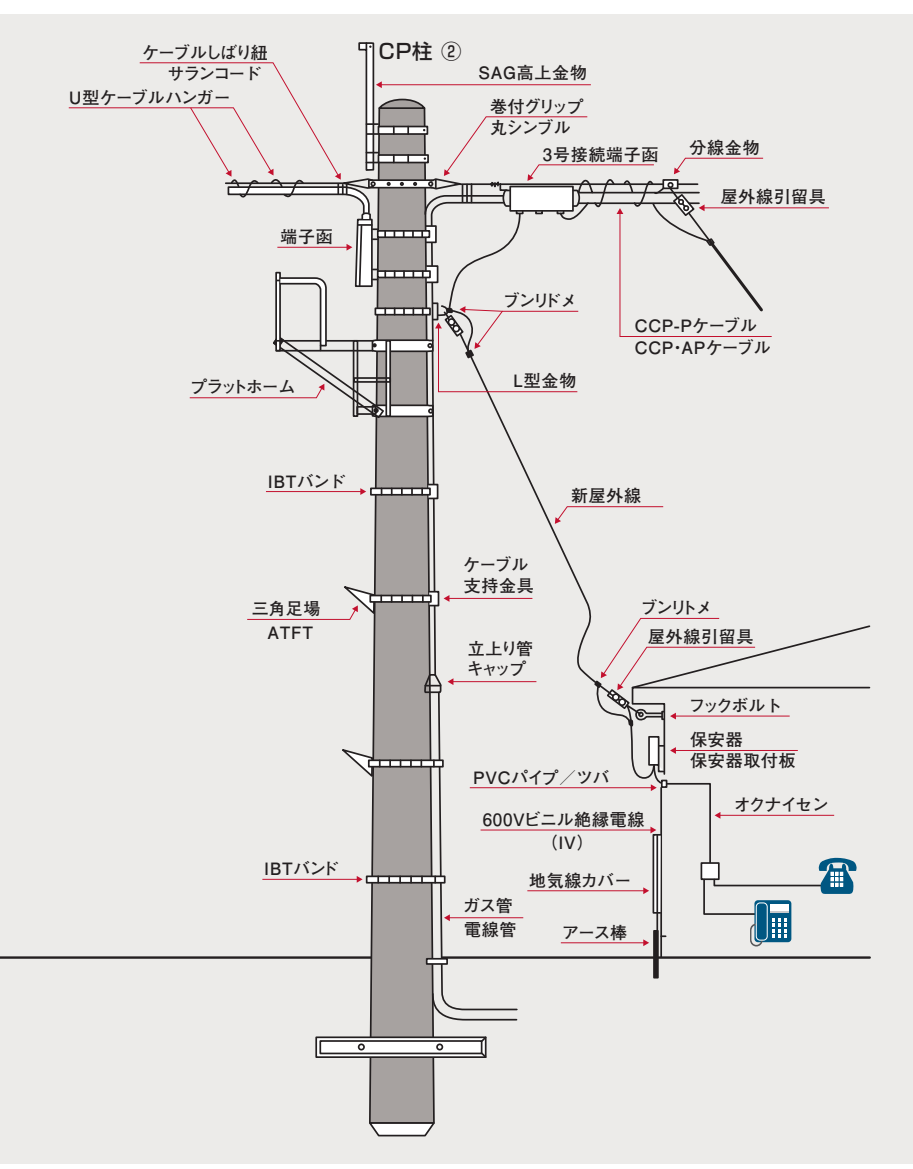 CP柱 ②
ケーブルしばり紐
サランコード
U型ケーブルハンガー
SAG高上金物
巻付グリップ
丸シンブル
3号接続端子函
分線金物
屋外線引留具
端子函
ブンリドメ
CCP-Pケーブル
CCP・APケーブル
プラットホーム
L型金物
IBTバンド
新屋外線
ケーブル
支持金具
三角足場
ATFT
ブンリトメ
屋外線引留具
立上り管
キャップ
フックボルト
保安器
保安器取付板
PVCパイプ／ツバ
オクナイセン
600Vビニル絶縁電線
（IV）
IBTバンド
地気線カバー
ガス管
電線管
アース棒